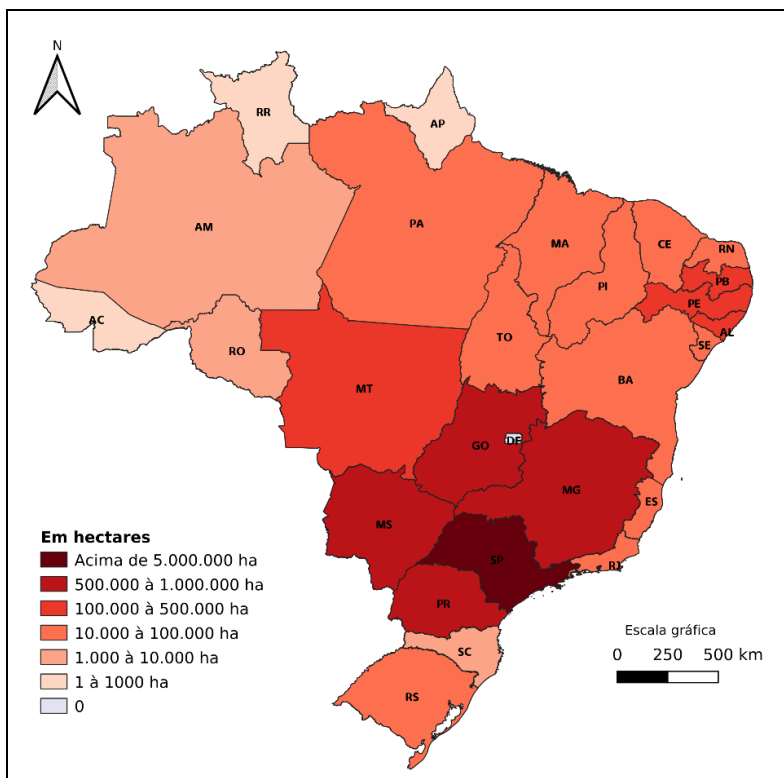 N
RR
AP
AM
PA
MA
CE
RN
PB
PI
PE
AC
AL
TO
SE
RO
BA
MT
DF
GO
MG
ES
MS
SP
RJ
PR
SC
RS
Em hectares
Acima de 5.000.000 ha
500.000 à 1.000.000 ha
100.000 à 500.000 ha
10.000 à 100.000 ha
1.000 à 10.000 ha
1 à 1000 ha
0
Escala gráfica
0 250 500 km